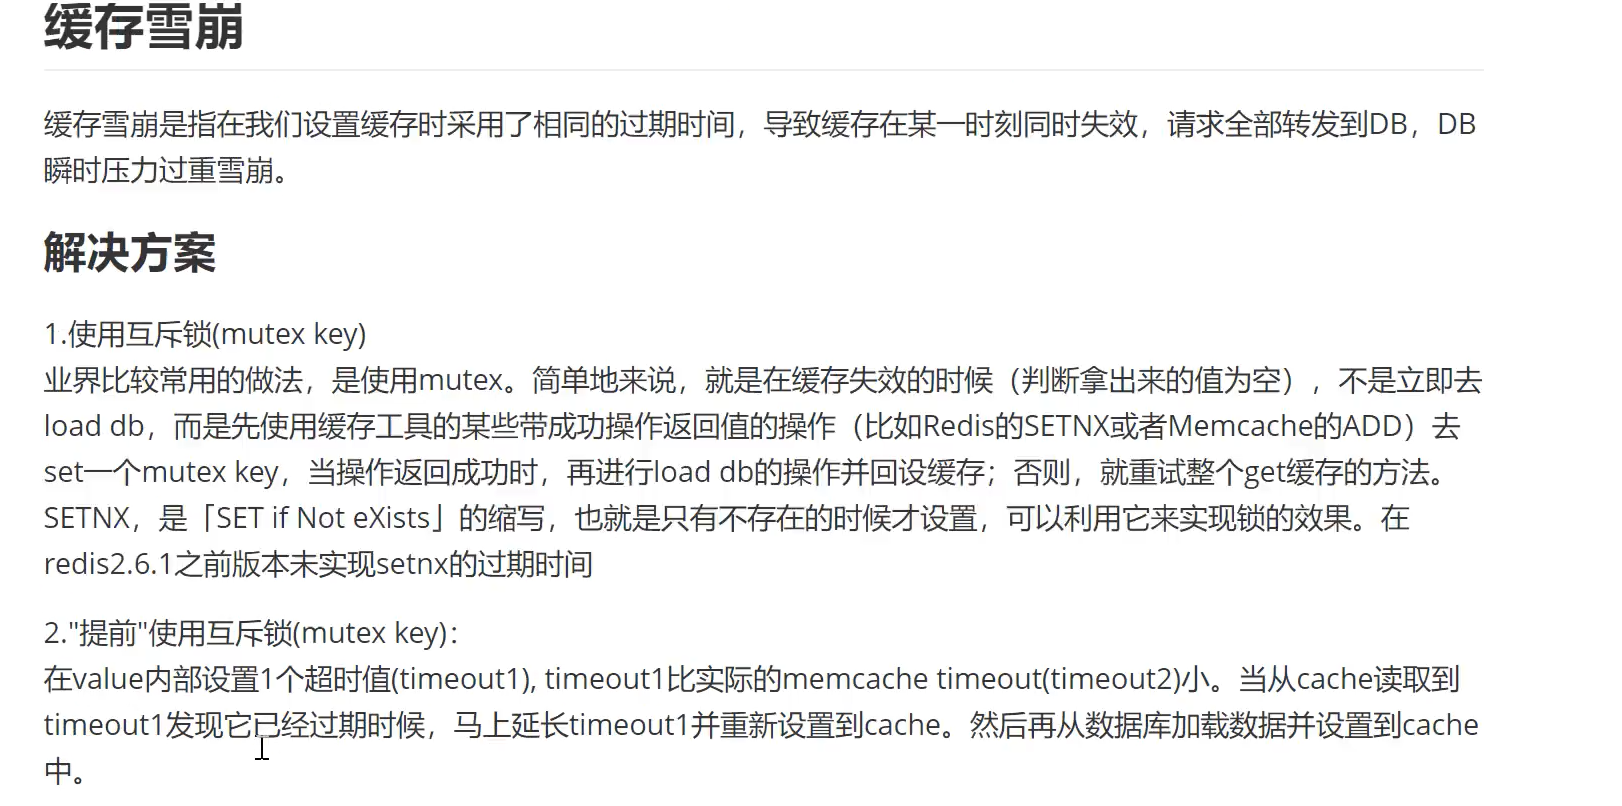 缓存雪崩
缓存雪崩是指在我们设置缓存时采用了相同的过期时间，导致缓存在某一时刻同时失效，请求全部转发到DB，DB
瞬时压力过重雪崩。
解决方案
1.使用互斥锁(mutex key)
业界比较常用的做法，是使用mutex。简单地来说，就是在缓存失效的时候（判断拿出来的值为空），不是立即去
load db，而是先使用缓存工具的某些带成功操作返回值的操作（比如Redis的SETNX或者Memcache的ADD）去
set一个mutex key，当操作返回成功时，再进行load db的操作并回设缓存；否则，就重试整个get缓存的方法。
SETNX，是「SET if Not eXists」的缩写，也就是只有不存在的时候才设置，可以利用它来实现锁的效果。在
redis2.6.1之前版本未实现setnx的过期时间
2."提前"使用互斥锁(mutex key)：
在value内部设置1个超时值(timeout1), timeout1比实际的memcache timeout(timeout2)小。当从cache读取到
timeout1发现它已经过期时候，马上延长timeout1并重新设置到cache。然后再从数据库加载数据并设置到cache
中。